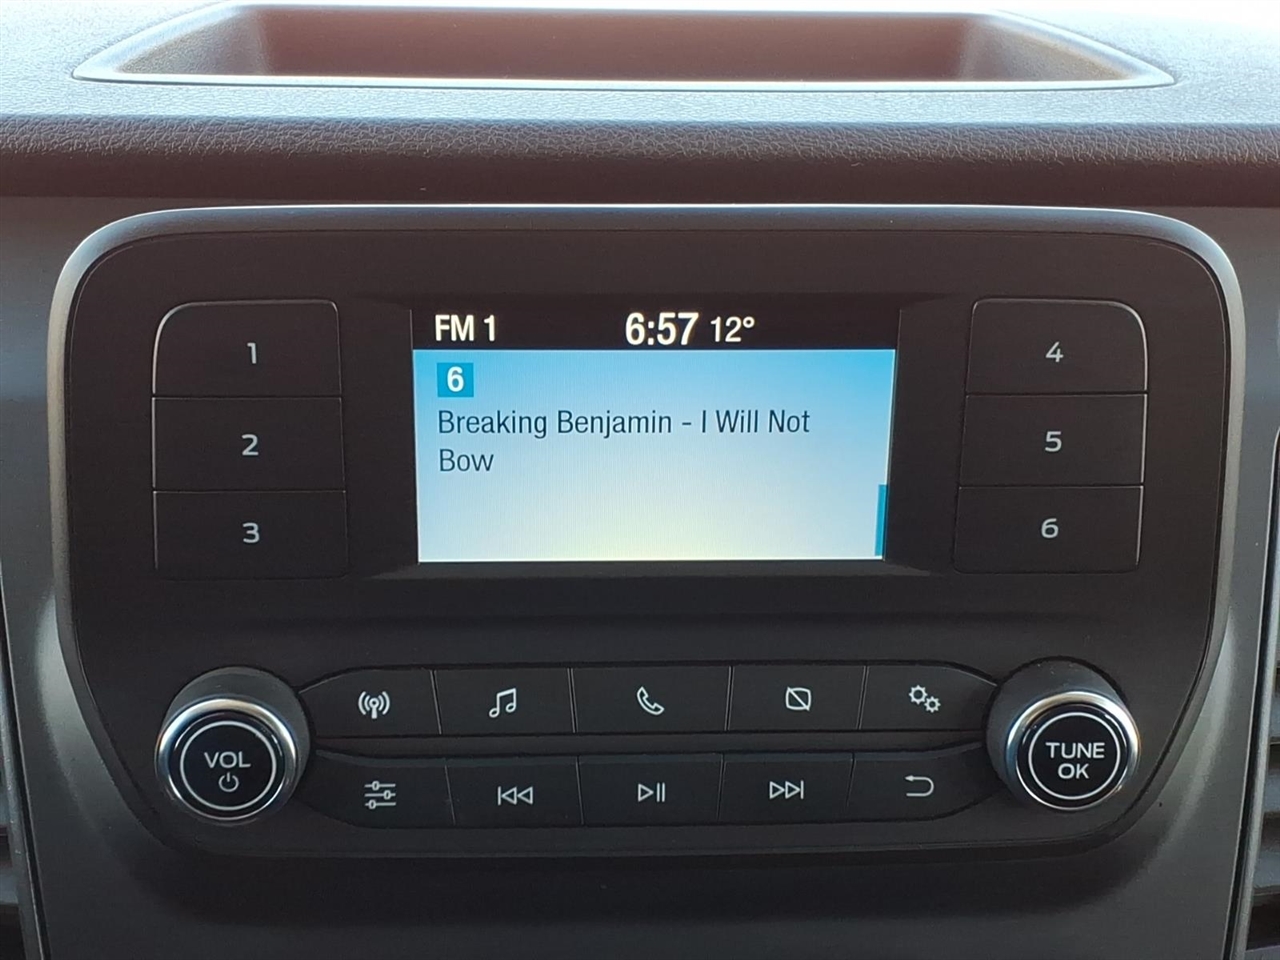 FM 1 6:57 12°
6
Breaking Benjamin - I Will Not
Bow
1
2
3
4
5
6
VOL
TUNE
OK